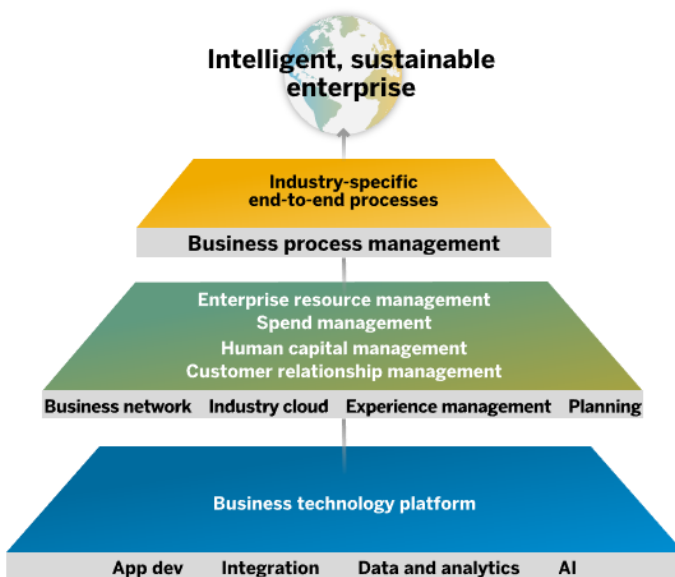 Intelligent, sustainable
enterprise
Industry-specific
end-to-end processes
Business process management
Enterprise resource management
Spend management
Human capital management
Customer relationship management
Business network Industry cloud Experience management Planning
Business technology platform
App dev Integration Data and analytics AI